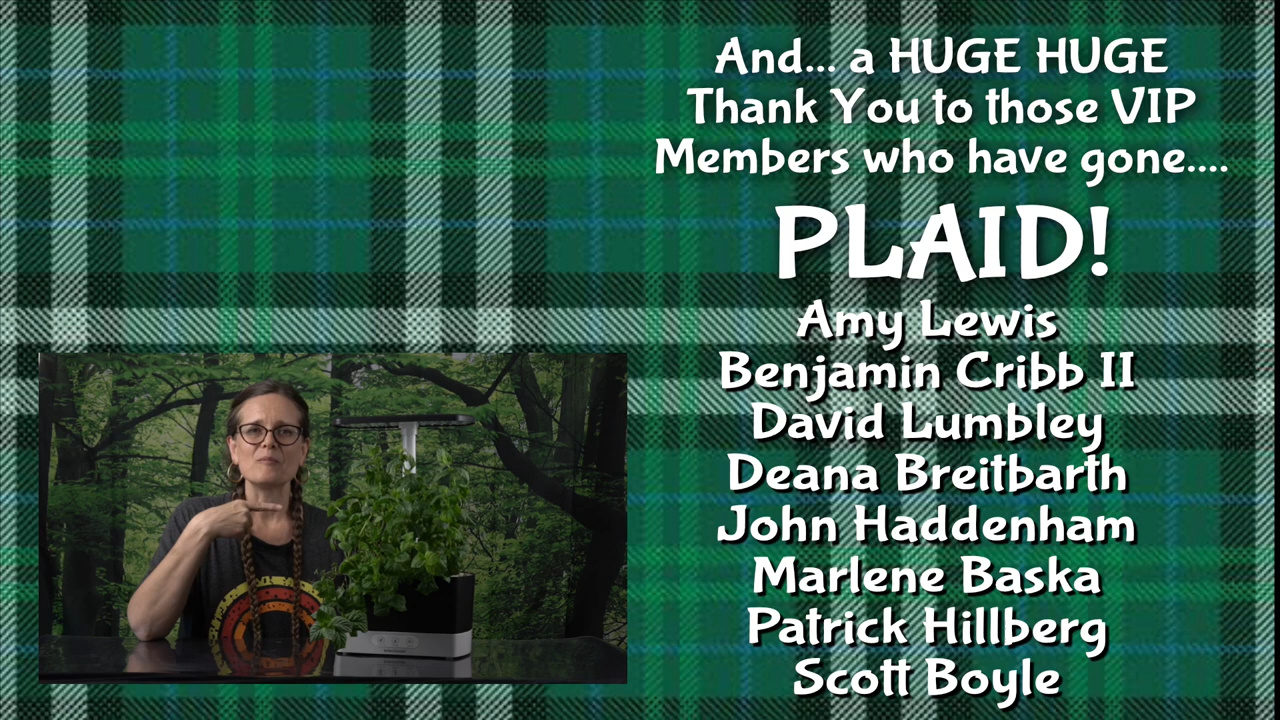 And... a HUGE HUGE
Thank You to those VIP
Members who have gone....
PLAID!
Amy Lewis
Benjamin Cribb II
David Lumbley
Deana Breitbarth
John Haddenham
Marlene Baska
Patrick Hillberg
Scott Boyle